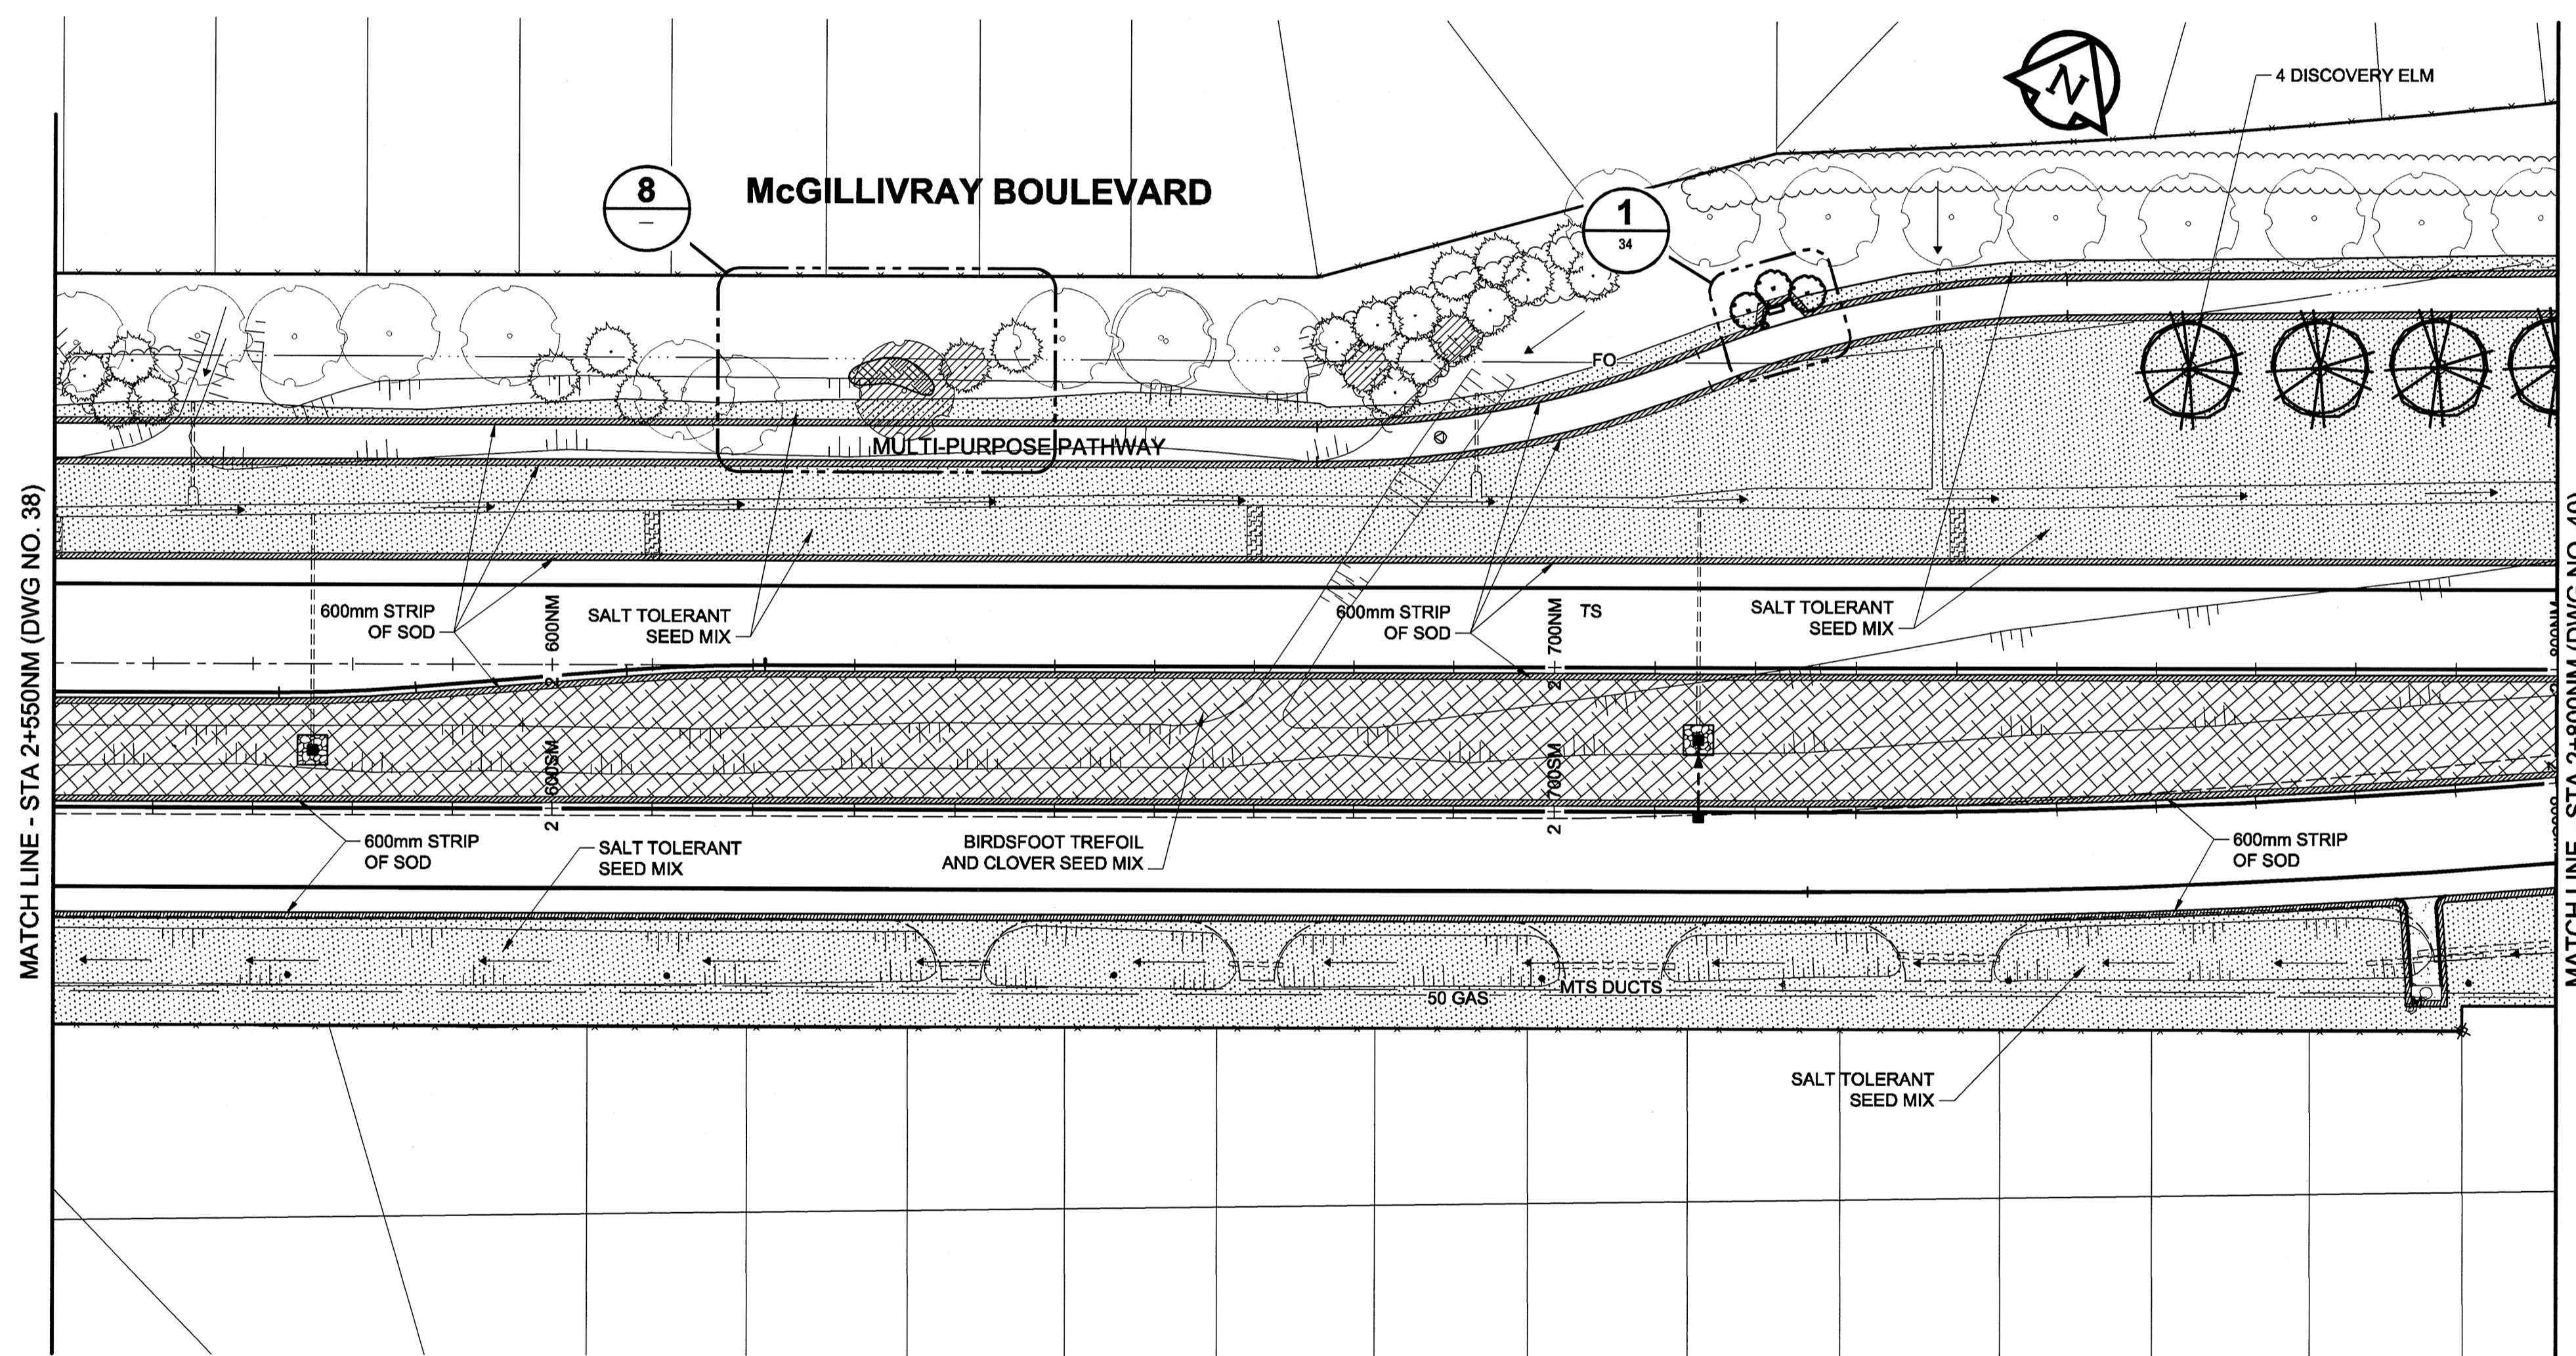 4 DISCOVERY ELM
N
8
McGILLIVRAY BOULEVARD
1
34
FO
MULTI-PURPOSE PATHWAY
MATCH LINE - STA 2+550NM (DWG NO. 38)
600mm STRIP
OF SOD
2 600NM
SALT TOLERANT
SEED MIX
600mm STRIP
OF SOD
2 700NM
TS
SALT TOLERANT
SEED MIX
2 600SM
2 700SM
600mm STRIP
OF SOD
SALT TOLERANT
SEED MIX
BIRDSFOOT TREFOIL
AND CLOVER SEED MIX
600mm STRIP
OF SOD
50 GAS
MTS DUCTS
SALT TOLERANT
SEED MIX